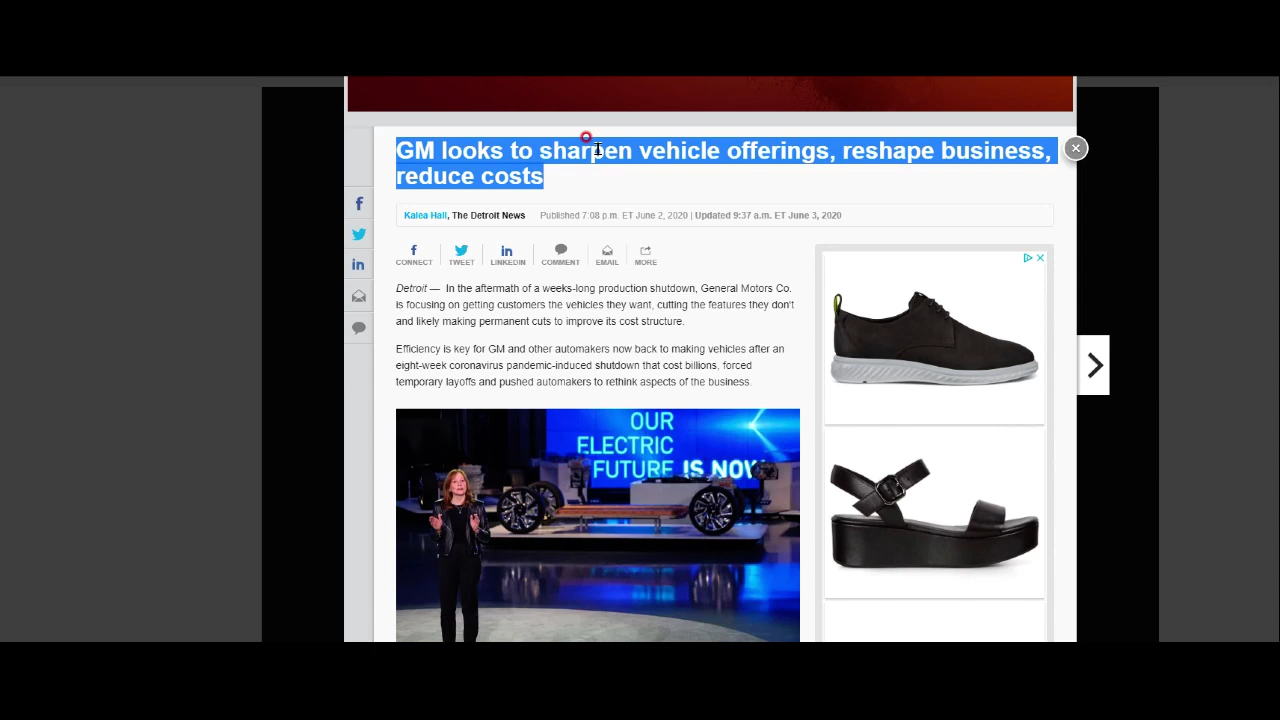 GM looks to sharpen vehicle offerings, reshape business,
reduce costs
Kalea Hall, The Detroit News Published 7:08 p.m. ET June 2, 2020 | Updated 9:37 a.m. ET June 3, 2020
CONNECT TWEET LINKEDIN COMMENT EMAIL MORE
Detroit — In the aftermath of a weeks-long production shutdown, General Motors Co.
is focusing on getting customers the vehicles they want, cutting the features they don't
and likely making permanent cuts to improve its cost structure.
Efficiency is key for GM and other automakers now back to making vehicles after an
eight-week coronavirus pandemic-induced shutdown that cost billions, forced
temporary layoffs and pushed automakers to rethink aspects of the business.
OUR
ELECTRIC
FUTURE IS NOW